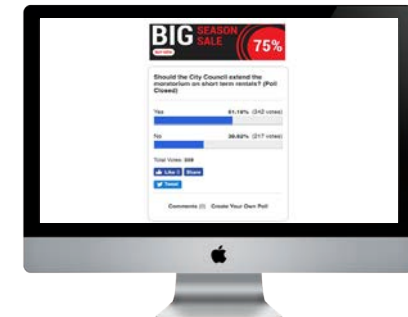 BIG SEASON SALE 75%
BUY NOW
Should the City Council extend the
moratorium on short term rentals? (Poll
Closed)
Yes 61.18% (342 votes)
No 38.82% (217 votes)
Total Votes: 559
Like 0 Share
Tweet
Comments (0) Create Your Own Poll